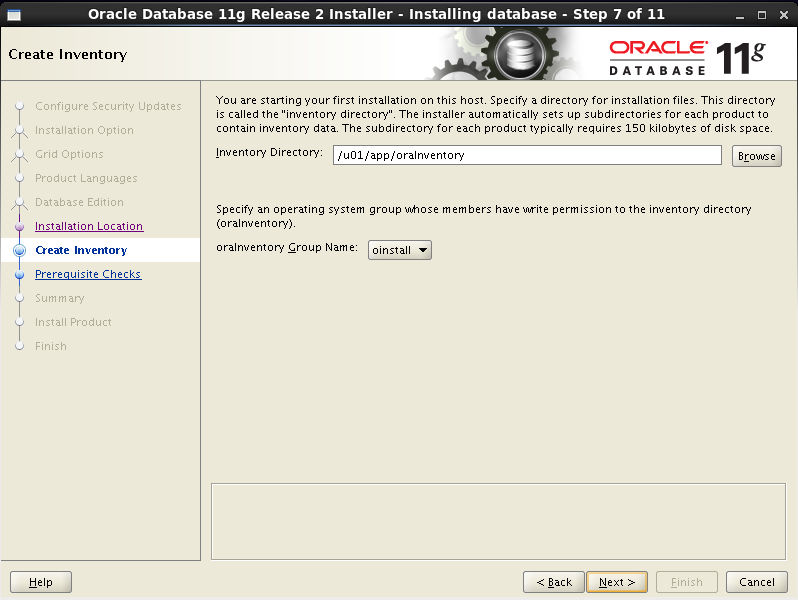 Oracle Database 11g Release 2 Installer - Installing database - Step 7 of 11
Create Inventory
ORACLE
DATABASE 11g
Configure Security Updates
Installation Option
Grid Options
Product Languages
Database Edition
Installation Location
Create Inventory
Prerequisite Checks
Summary
Install Product
Finish
You are starting your first installation on this host. Specify a directory for installation files. This directory
is called the "inventory directory". The installer automatically sets up subdirectories for each product to
contain inventory data. The subdirectory for each product typically requires 150 kilobytes of disk space.
Inventory Directory: /u01/app/oraInventory Browse
Specify an operating system group whose members have write permission to the inventory directory
(oraInventory).
oraInventory Group Name: oinstall
Help < Back Next > Finish Cancel